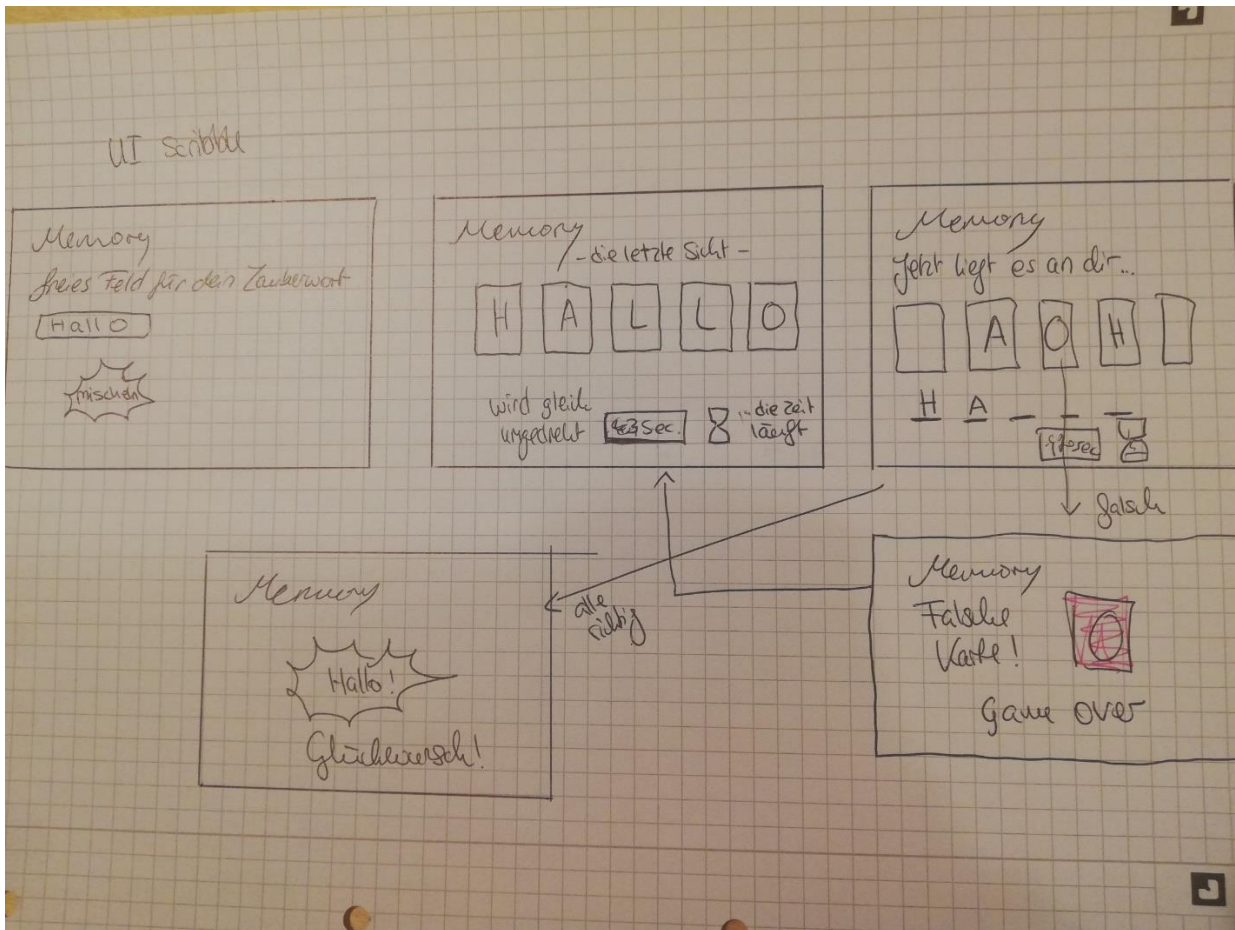 UI Scribble
Memory
freies Feld für dein Zauberwort
Hallo
mischen
Memory
- die letzte Sicht -
H A L L O
wird gleich
umgedreht
Sec.
... die Zeit
läuft
Memory
Jetzt liegt es an dir...
A O H
H A _ _ _
sec
falsch
Memory
Falsche
Karte!
O
Game over
alle
richtig
Memory
Hallo!
Glückwunsch!